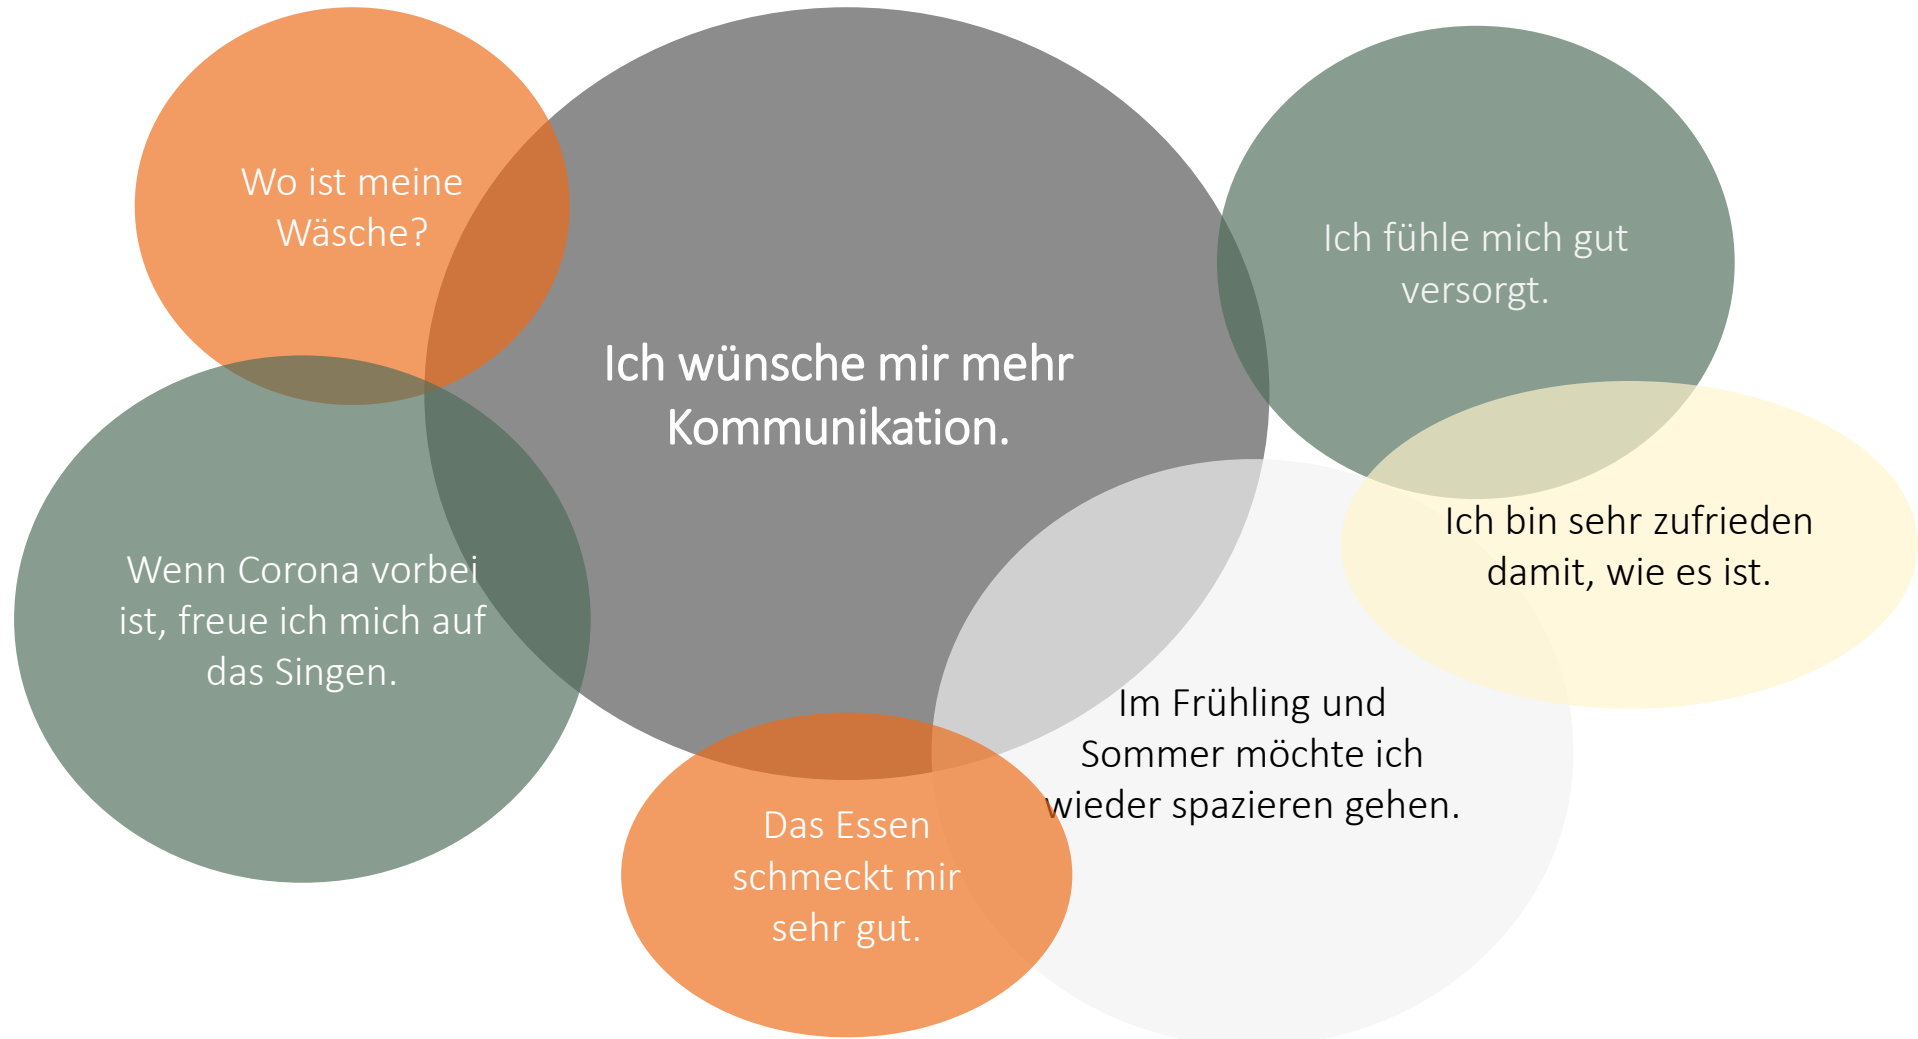 Wo ist meine
Wäsche?
Ich wünsche mir mehr
Kommunikation.
Ich fühle mich gut
versorgt.
Ich bin sehr zufrieden
damit, wie es ist.
Wenn Corona vorbei
ist, freue ich mich auf
das Singen.
Im Frühling und
Sommer möchte ich
wieder spazieren gehen.
Das Essen
schmeckt mir
sehr gut.